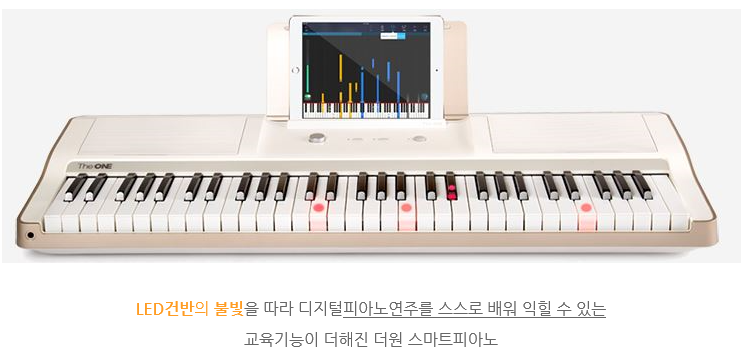 The ONE
LED건반의 불빛을 따라 디지털피아노연주를 스스로 배워 익힐 수 있는
교육기능이 더해진 더원 스마트피아노